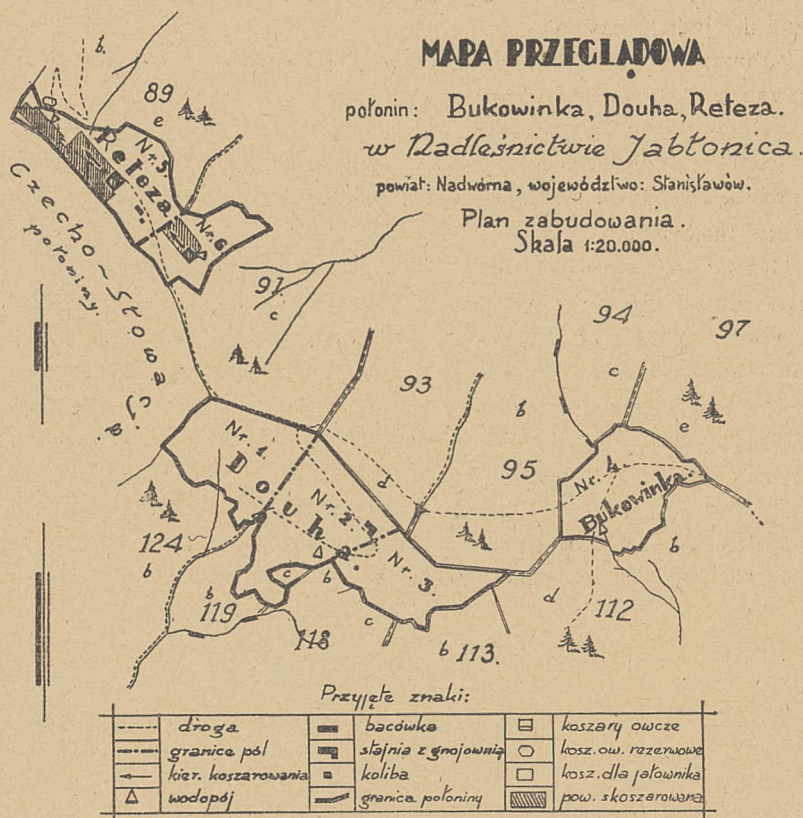 MAPA PRZEGLĄDOWA
połonin: Bukowinka, Douha, Reteza.
w Nadleśnictwie Jabłonica.
powiat: Nadwórna, województwo: Stanisławów.
Plan zabudowania.
Skala 1:20.000.
b.
89
e
Nr. 5.
Reteza
Nr. 6
Czecho-Słowacja.
połoniny.
91
c
94
97
93
c
b
e
95
d
Nr. 1.
Douha.
Nr. 2.
Nr. 3.
Nr. 4.
Bukowinka.
124
b
b
119
c
b
118
c
b 113.
d
112
b
Przyjęte znaki:
droga
bacówka
koszary owcze
granice pól
stajnia z gnojownią
kosz. ow. rezerwowe
kier. koszarowania
koliba
kosz. dla jałownika
wodopój
granica połoniny
pow. skoszarowana